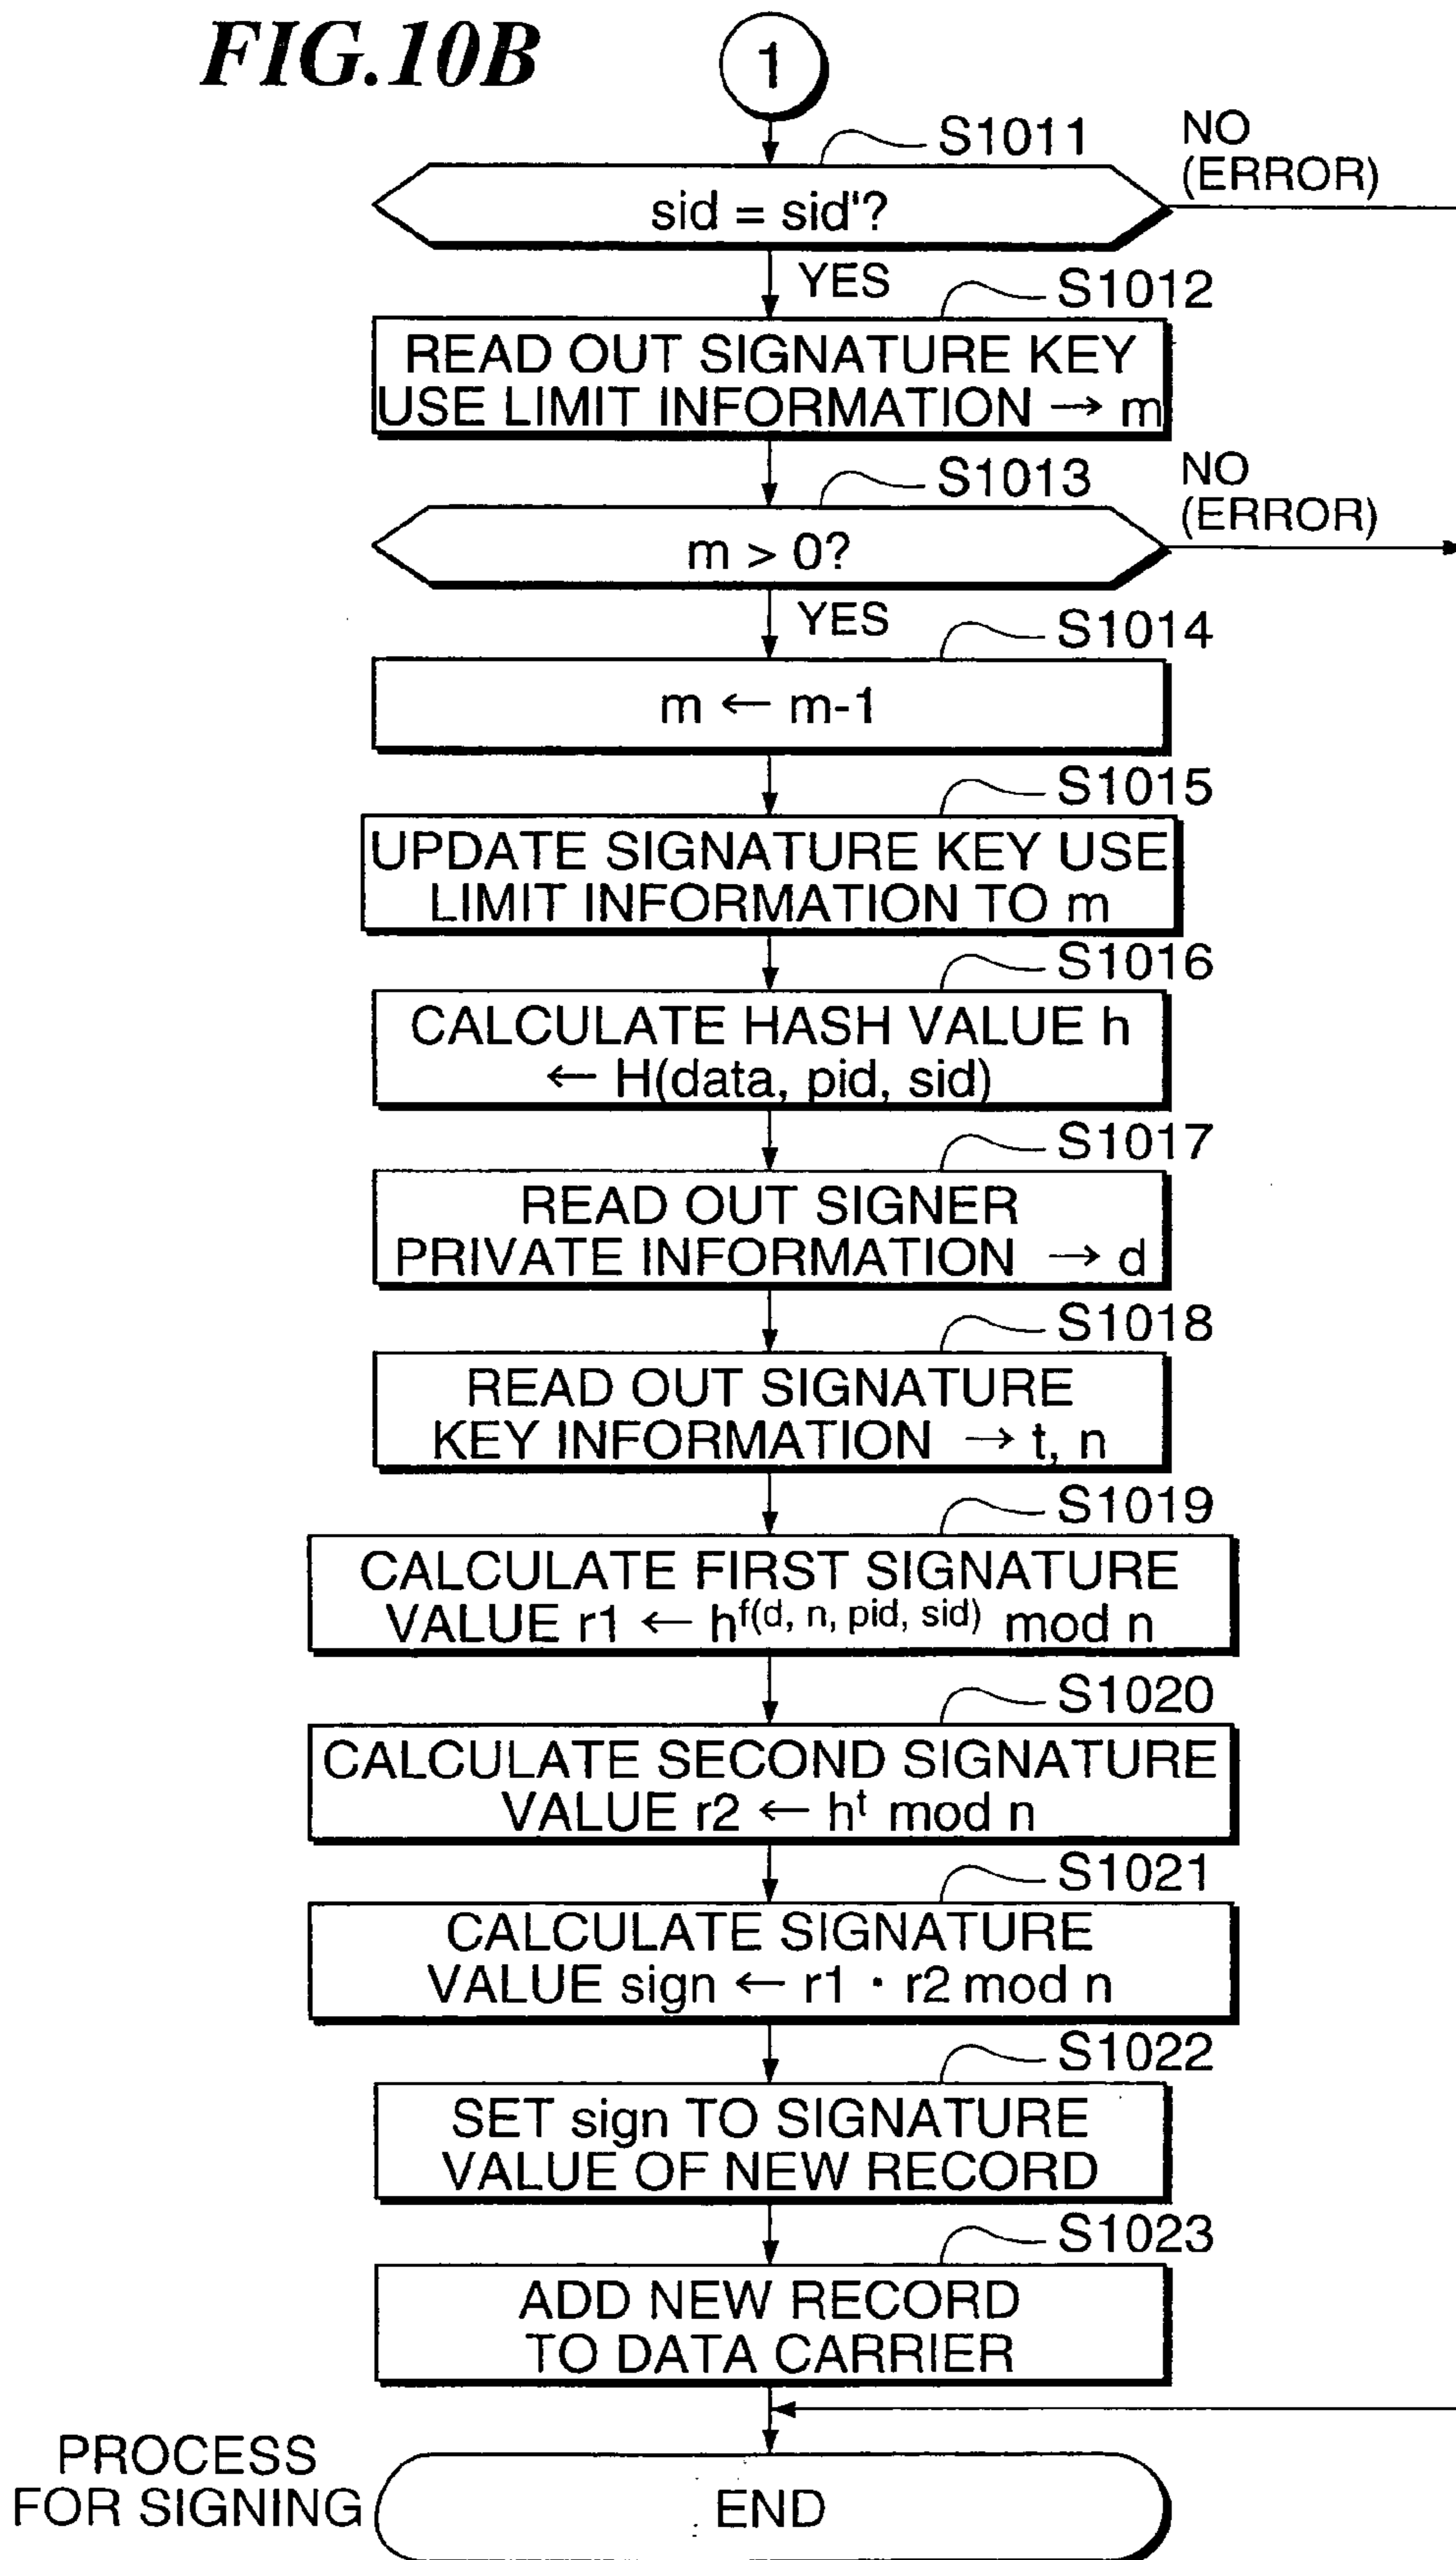 FIG.10B
1
S1011
NO
(ERROR)
sid = sid'?
YES
S1012
READ OUT SIGNATURE KEY
USE LIMIT INFORMATION → m
S1013
NO
(ERROR)
m > 0?
YES
S1014
m ← m-1
S1015
UPDATE SIGNATURE KEY USE
LIMIT INFORMATION TO m
S1016
CALCULATE HASH VALUE h
← H(data, pid, sid)
S1017
READ OUT SIGNER
PRIVATE INFORMATION → d
S1018
READ OUT SIGNATURE
KEY INFORMATION → t, n
S1019
CALCULATE FIRST SIGNATURE
VALUE r1 ← h^f(d, n, pid, sid) mod n
S1020
CALCULATE SECOND SIGNATURE
VALUE r2 ← h^t mod n
S1021
CALCULATE SIGNATURE
VALUE sign ← r1 · r2 mod n
S1022
SET sign TO SIGNATURE
VALUE OF NEW RECORD
S1023
ADD NEW RECORD
TO DATA CARRIER
PROCESS
FOR SIGNING
END